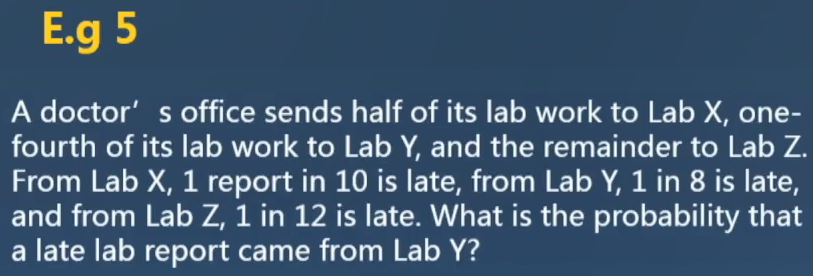 E.g 5
A doctor' s office sends half of its lab work to Lab X, one-
fourth of its lab work to Lab Y, and the remainder to Lab Z.
From Lab X, 1 report in 10 is late, from Lab Y, 1 in 8 is late,
and from Lab Z, 1 in 12 is late. What is the probability that
a late lab report came from Lab Y?